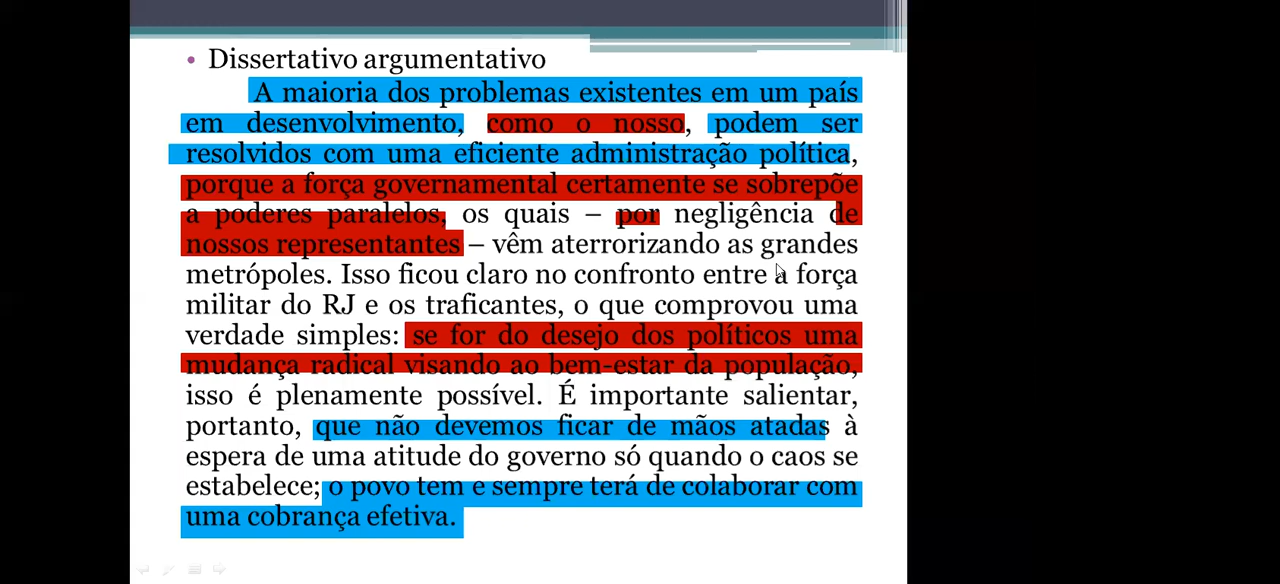 • Dissertativo argumentativo
A maioria dos problemas existentes em um país
em desenvolvimento, como o nosso, podem ser
resolvidos com uma eficiente administração política,
porque a força governamental certamente se sobrepõe
a poderes paralelos, os quais – por negligência de
nossos representantes – vêm aterrorizando as grandes
metrópoles. Isso ficou claro no confronto entre a força
militar do RJ e os traficantes, o que comprovou uma
verdade simples: se for do desejo dos políticos uma
mudança radical visando ao bem-estar da população,
isso é plenamente possível. É importante salientar,
portanto, que não devemos ficar de mãos atadas à
espera de uma atitude do governo só quando o caos se
estabelece; o povo tem e sempre terá de colaborar com
uma cobrança efetiva.